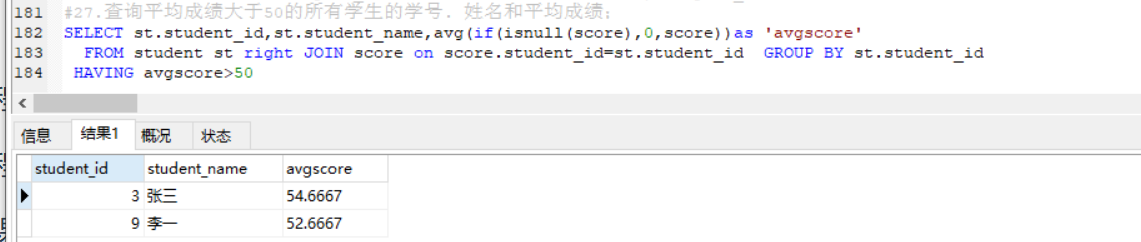 181 #27.查询平均成绩大于50的所有学生的学号．姓名和平均成绩;
182 SELECT st.student_id,st.student_name,avg(if(isnull(score),0,score))as 'avgscore'
183 FROM student st right JOIN score on score.student_id=st.student_id GROUP BY st.student_id
184 HAVING avgscore>50
信息 结果1 概况 状态
student_id student_name avgscore
3 张三 54.6667
9 李一 52.6667